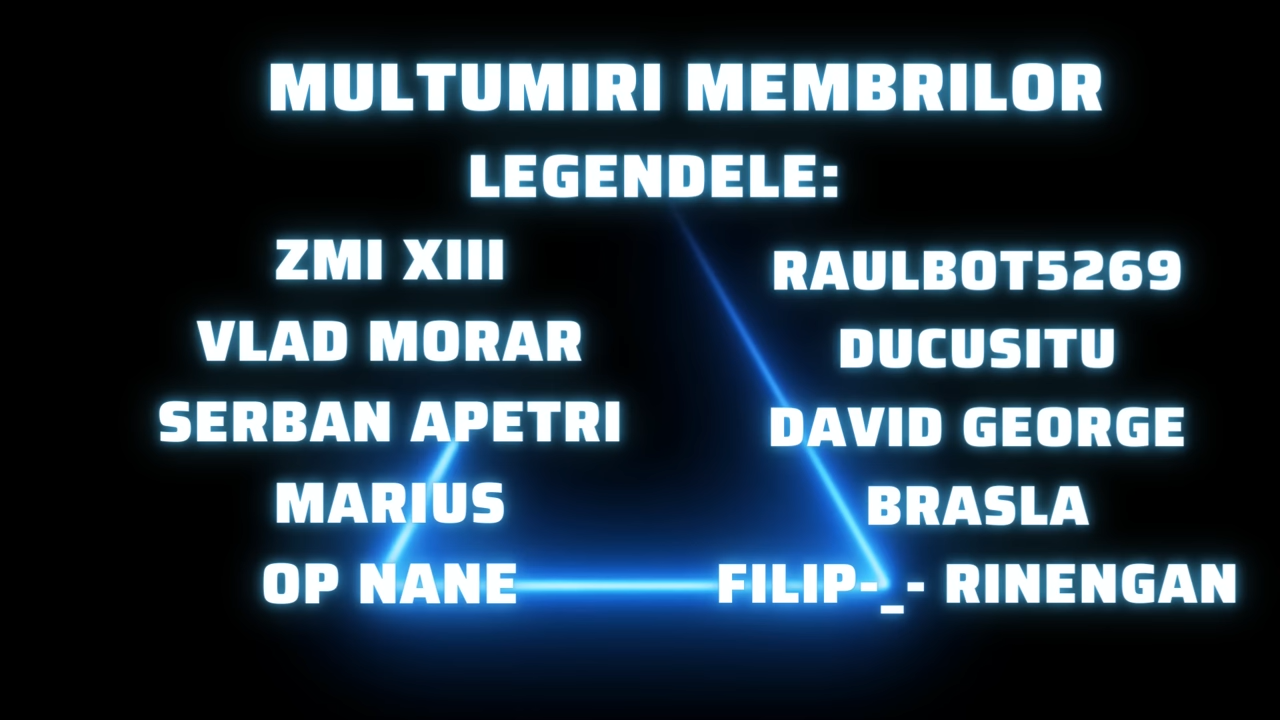 MULTUMIRI MEMBRILOR
LEGENDELE:
ZMI XIII
VLAD MORAR
SERBAN APETRI
MARIUS
OP NANE
RAULBOT5269
DUCUSITU
DAVID GEORGE
BRASLA
FILIP-_- RINENGAN